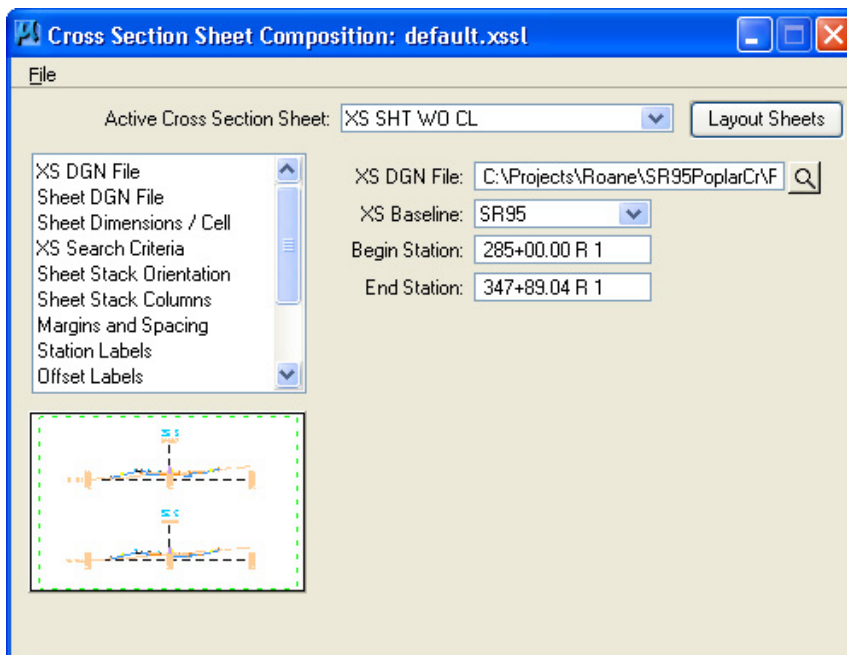 Cross Section Sheet Composition: default.xssl
File
Active Cross Section Sheet: XS SHT WO CL Layout Sheets
XS DGN File
Sheet DGN File
Sheet Dimensions / Cell
XS Search Criteria
Sheet Stack Orientation
Sheet Stack Columns
Margins and Spacing
Station Labels
Offset Labels
XS DGN File: C:\Projects\Roane\SR95PoplarCr\F
XS Baseline: SR95
Begin Station: 285+00.00 R 1
End Station: 347+89.04 R 1